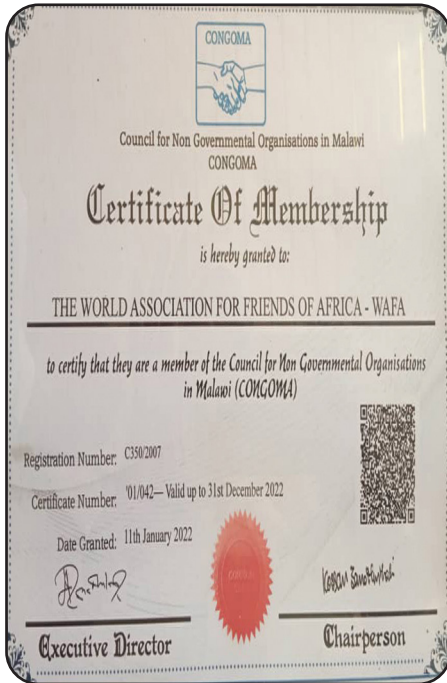 CONGOMA
Council for Non Governmental Organisations in Malawi
CONGOMA
Certificate Of Membership
is hereby granted to:
THE WORLD ASSOCIATION FOR FRIENDS OF AFRICA - WAFA
to certify that they are a member of the Council for Non Governmental Organisations
in Malawi (CONGOMA)
Registration Number: C350/2007
Certificate Number: '01/042— Valid up to 31st December 2022
Date Granted: 11th January 2022
Executive Director
Chairperson